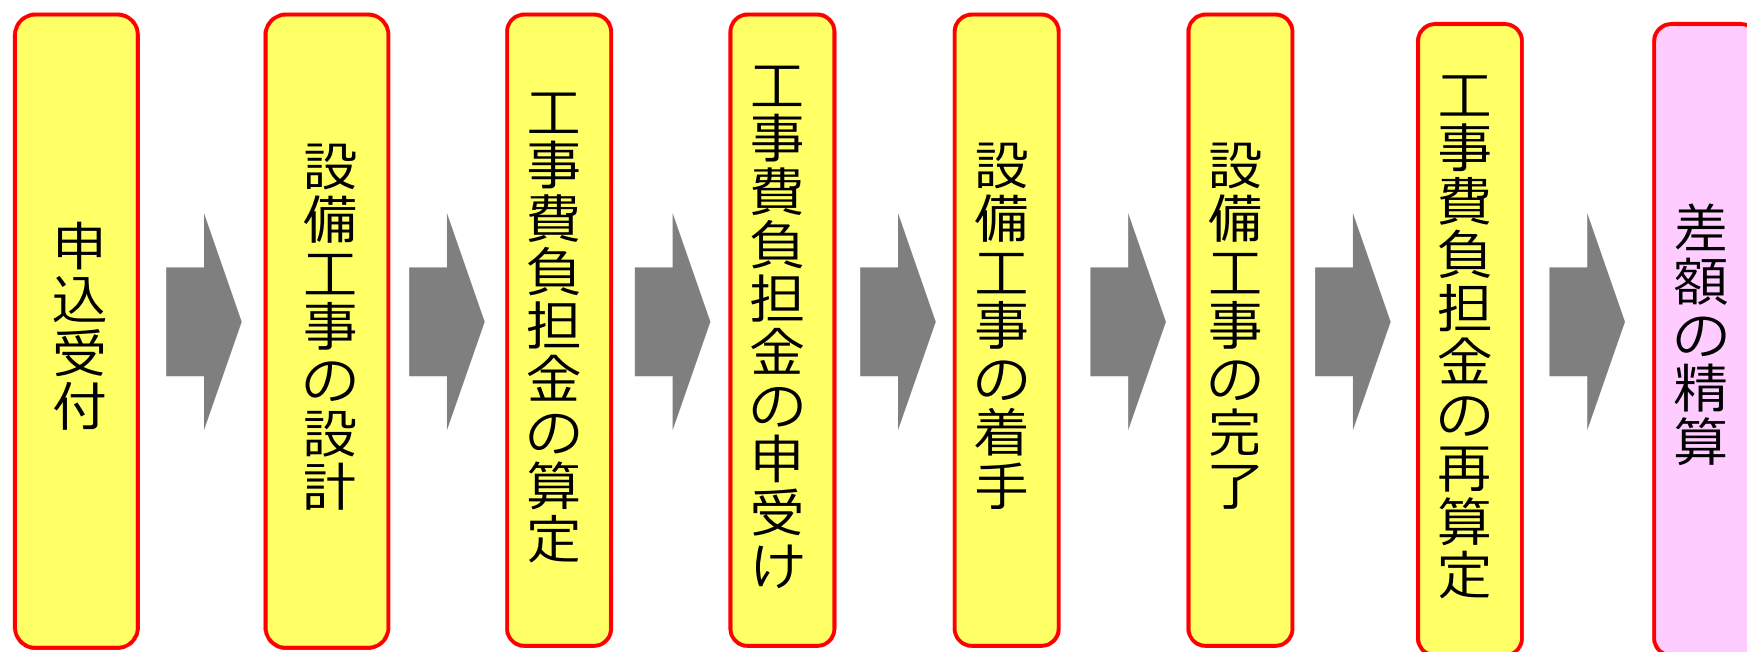 申込受付
設備工事の設計
工事費負担金の算定
工事費負担金の申受け
設備工事の着手
設備工事の完了
工事費負担金の再算定
差額の精算